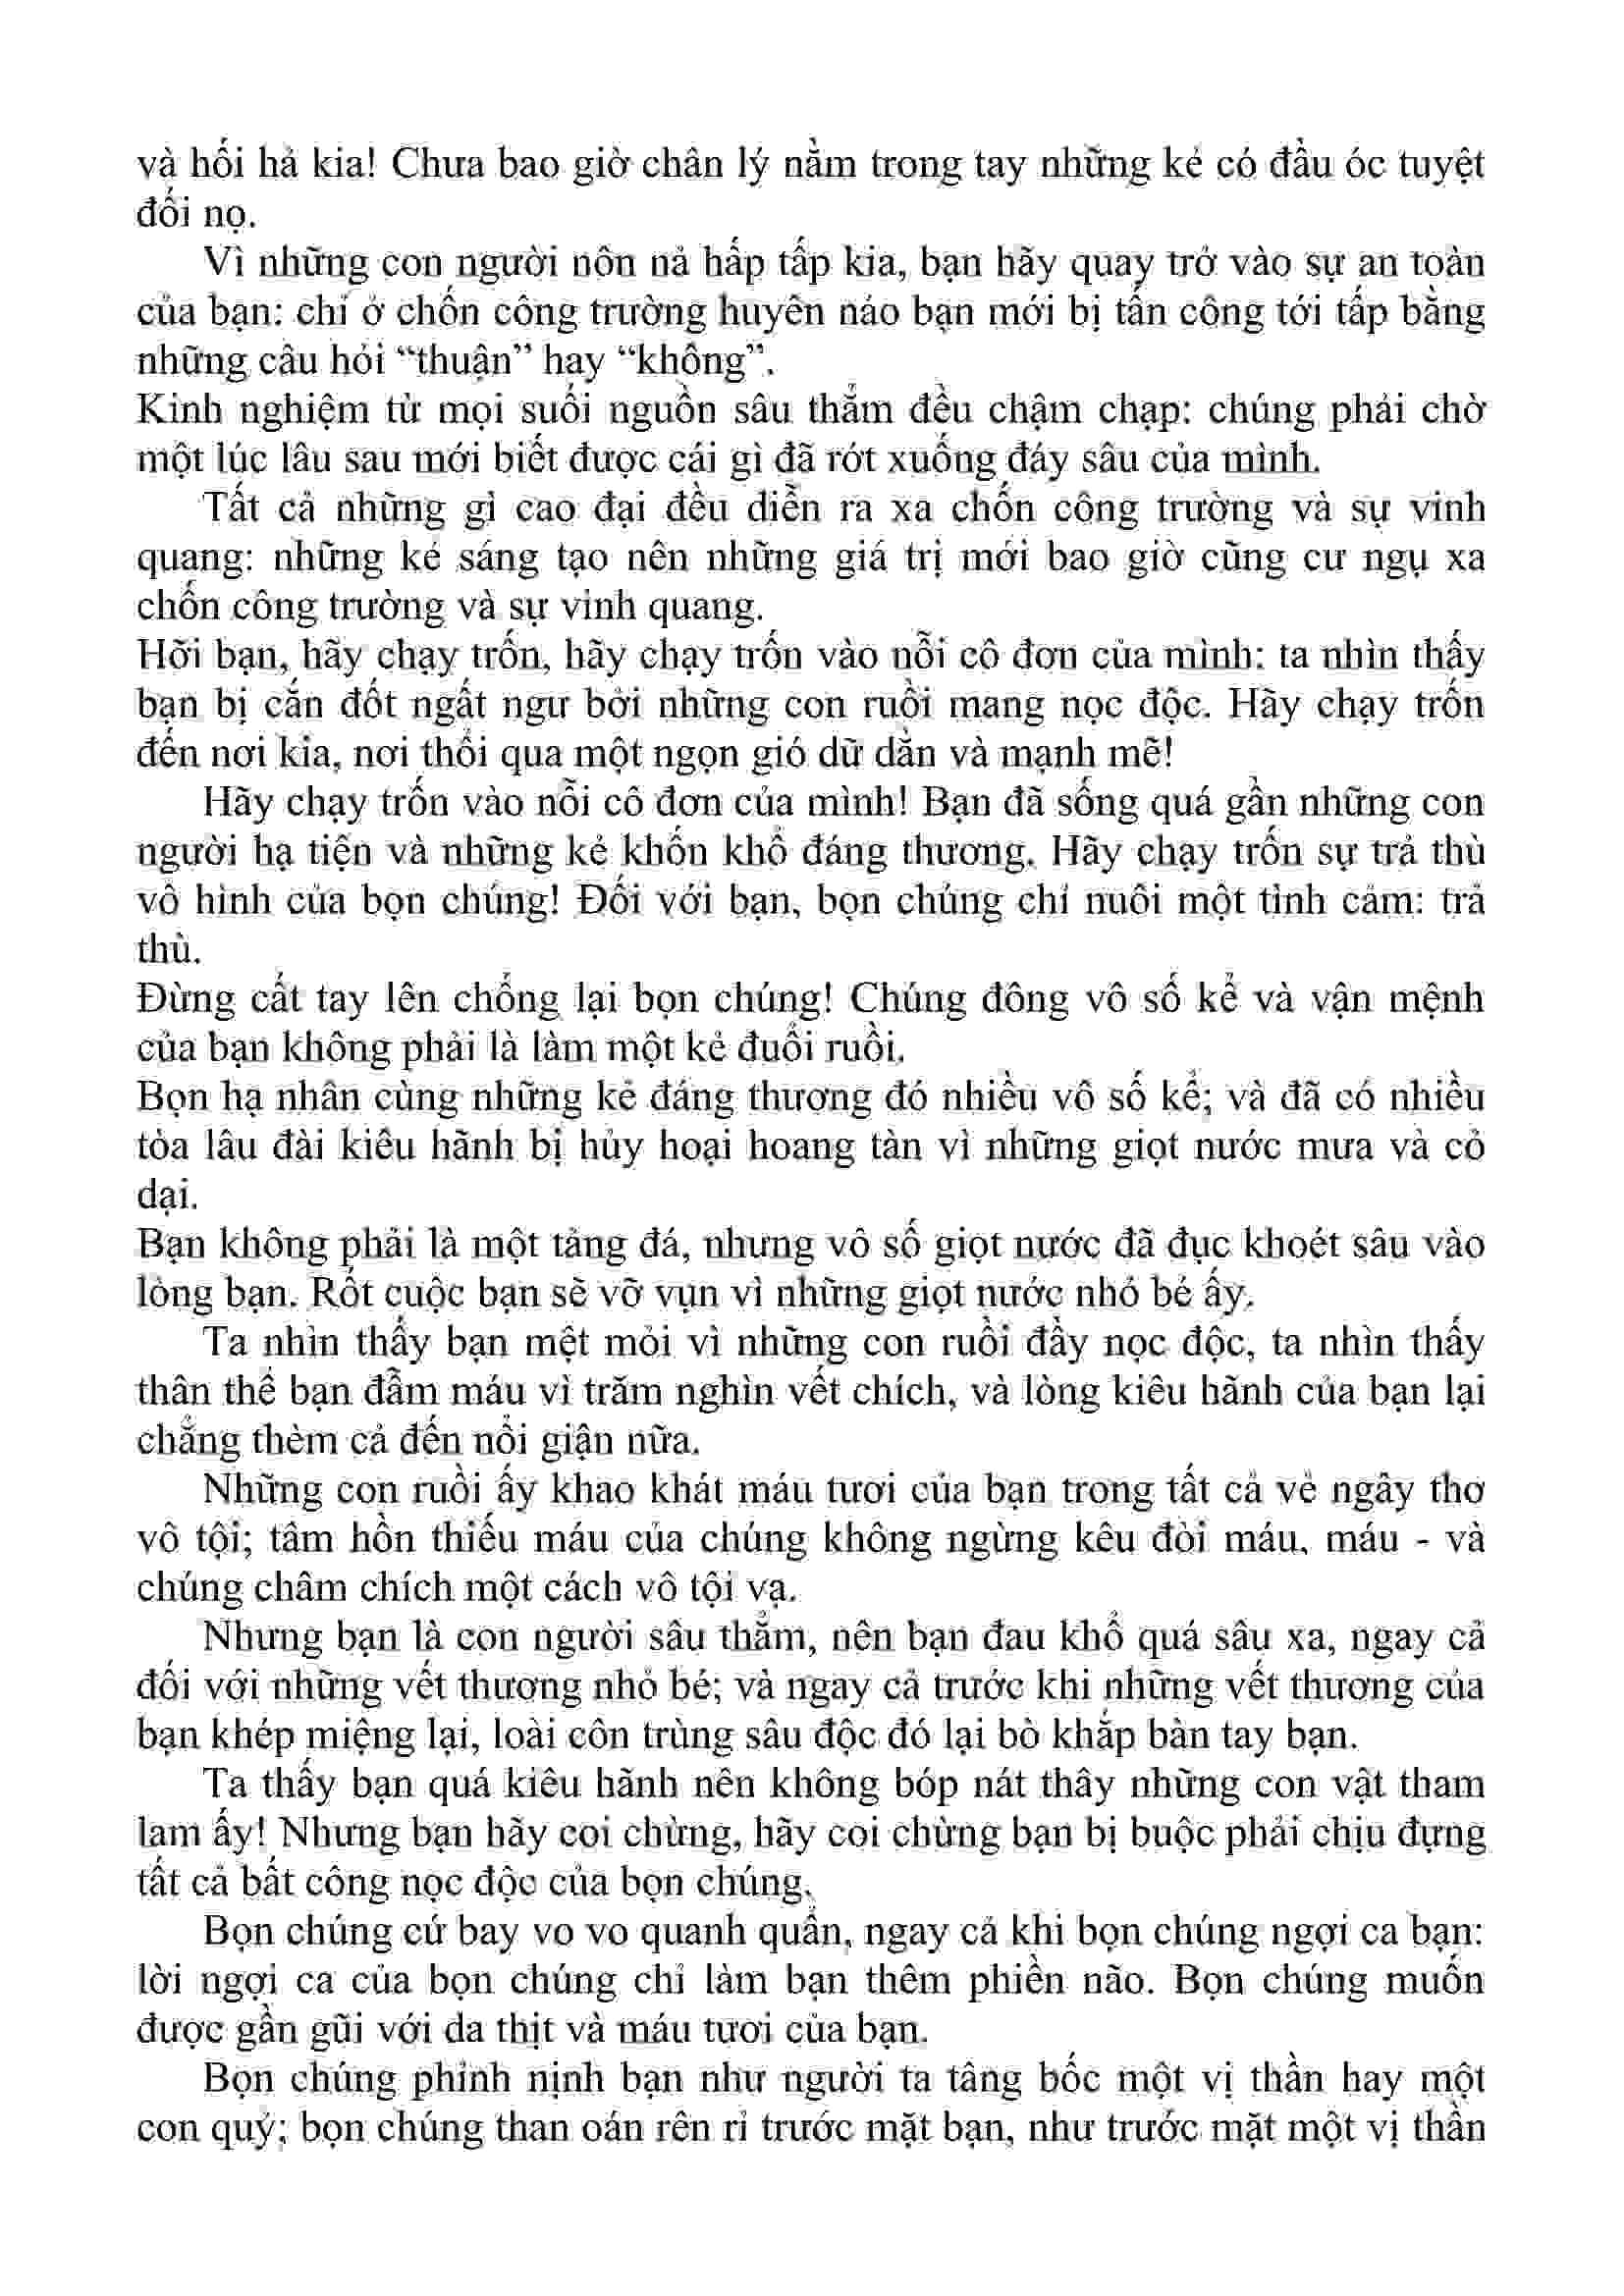 và hối hả kia! Chưa bao giờ chân lý nằm trong tay những kẻ có đầu óc tuyệt
đối nọ.
Vì những con người nôn nả hấp tấp kia, bạn hãy quay trở vào sự an toàn
của bạn: chỉ ở chốn công trường huyên náo bạn mới bị tấn công tới tấp bằng
những câu hỏi “thuận” hay “không”.
Kinh nghiệm từ mọi suối nguồn sâu thẳm đều chậm chạp: chúng phải chờ
một lúc lâu sau mới biết được cái gì đã rớt xuống đáy sâu của mình.
Tất cả những gì cao đại đều diễn ra xa chốn công trường và sự vinh
quang: những kẻ sáng tạo nên những giá trị mới bao giờ cũng cư ngụ xa
chốn công trường và sự vinh quang.
Hỡi bạn, hãy chạy trốn, hãy chạy trốn vào nỗi cô đơn của mình: ta nhìn thấy
bạn bị cắn đốt ngất ngư bởi những con ruồi mang nọc độc. Hãy chạy trốn
đến nơi kia, nơi thổi qua một ngọn gió dữ dằn và mạnh mẽ!
Hãy chạy trốn vào nỗi cô đơn của mình! Bạn đã sống quá gần những con
người hạ tiện và những kẻ khốn khổ đáng thương. Hãy chạy trốn sự trả thù
vô hình của bọn chúng! Đối với bạn, bọn chúng chỉ nuôi một tình cảm: trả
thù.
Đừng cất tay lên chống lại bọn chúng! Chúng đông vô số kể và vận mệnh
của bạn không phải là làm một kẻ đuổi ruồi.
Bọn hạ nhân cùng những kẻ đáng thương đó nhiều vô số kể; và đã có nhiều
tòa lâu đài kiêu hãnh bị hủy hoại hoang tàn vì những giọt nước mưa và cỏ
dại.
Bạn không phải là một tảng đá, nhưng vô số giọt nước đã đục khoét sâu vào
lòng bạn. Rốt cuộc bạn sẽ vỡ vụn vì những giọt nước nhỏ bé ấy.
Ta nhìn thấy bạn mệt mỏi vì những con ruồi đầy nọc độc, ta nhìn thấy
thân thể bạn đẫm máu vì trăm nghìn vết chích, và lòng kiêu hãnh của bạn lại
chẳng thèm cả đến nổi giận nữa.
Những con ruồi ấy khao khát máu tươi của bạn trong tất cả vẻ ngây thơ
vô tội; tâm hồn thiếu máu của chúng không ngừng kêu đòi máu, máu - và
chúng châm chích một cách vô tội vạ.
Nhưng bạn là con người sâu thẳm, nên bạn đau khổ quá sâu xa, ngay cả
đối với những vết thương nhỏ bé; và ngay cả trước khi những vết thương của
bạn khép miệng lại, loài côn trùng sâu độc đó lại bò khắp bàn tay bạn.
Ta thấy bạn quá kiêu hãnh nên không bóp nát thây những con vật tham
lam ấy! Nhưng bạn hãy coi chừng, hãy coi chừng bạn bị buộc phải chịu đựng
tất cả bất công nọc độc của bọn chúng.
Bọn chúng cứ bay vo vo quanh quẩn, ngay cả khi bọn chúng ngợi ca bạn:
lời ngợi ca của bọn chúng chỉ làm bạn thêm phiền não. Bọn chúng muốn
được gần gũi với da thịt và máu tươi của bạn.
Bọn chúng phỉnh nịnh bạn như người ta tâng bốc một vị thần hay một
con quỷ; bọn chúng than oán rên rỉ trước mặt bạn, như trước mặt một vị thần